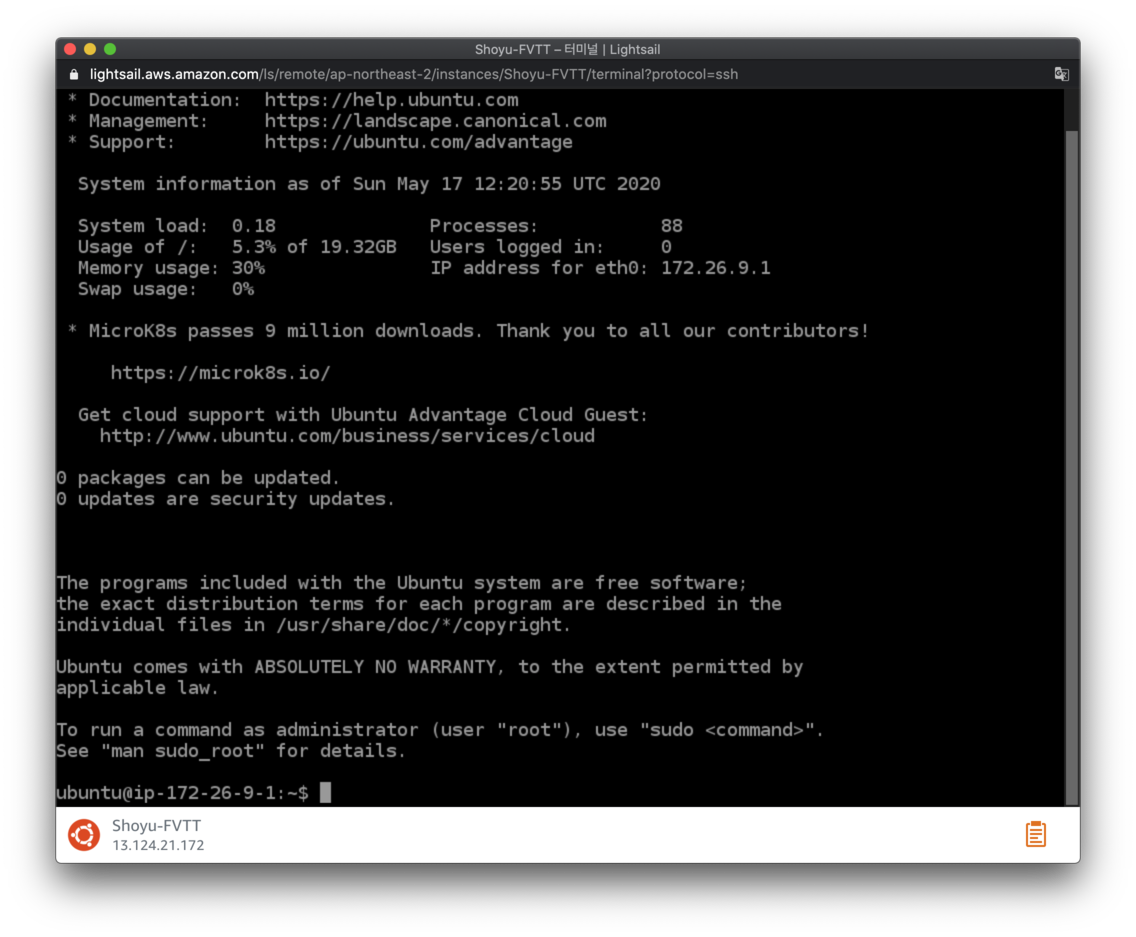 Shoyu-FVTT – 터미널 | Lightsail
lightsail.aws.amazon.com/ls/remote/ap-northeast-2/instances/Shoyu-FVTT/terminal?protocol=ssh
* Documentation:  https://help.ubuntu.com
* Management:     https://landscape.canonical.com
* Support:        https://ubuntu.com/advantage
System information as of Sun May 17 12:20:55 UTC 2020
System load:  0.18              Processes:           88
Usage of /:   5.3% of 19.32GB   Users logged in:     0
Memory usage: 30%               IP address for eth0: 172.26.9.1
Swap usage:   0%
* MicroK8s passes 9 million downloads. Thank you to all our contributors!
https://microk8s.io/
Get cloud support with Ubuntu Advantage Cloud Guest:
http://www.ubuntu.com/business/services/cloud
0 packages can be updated.
0 updates are security updates.
The programs included with the Ubuntu system are free software;
the exact distribution terms for each program are described in the
individual files in /usr/share/doc/*/copyright.
Ubuntu comes with ABSOLUTELY NO WARRANTY, to the extent permitted by
applicable law.
To run a command as administrator (user "root"), use "sudo <command>".
See "man sudo_root" for details.
ubuntu@ip-172-26-9-1:~$
Shoyu-FVTT
13.124.21.172